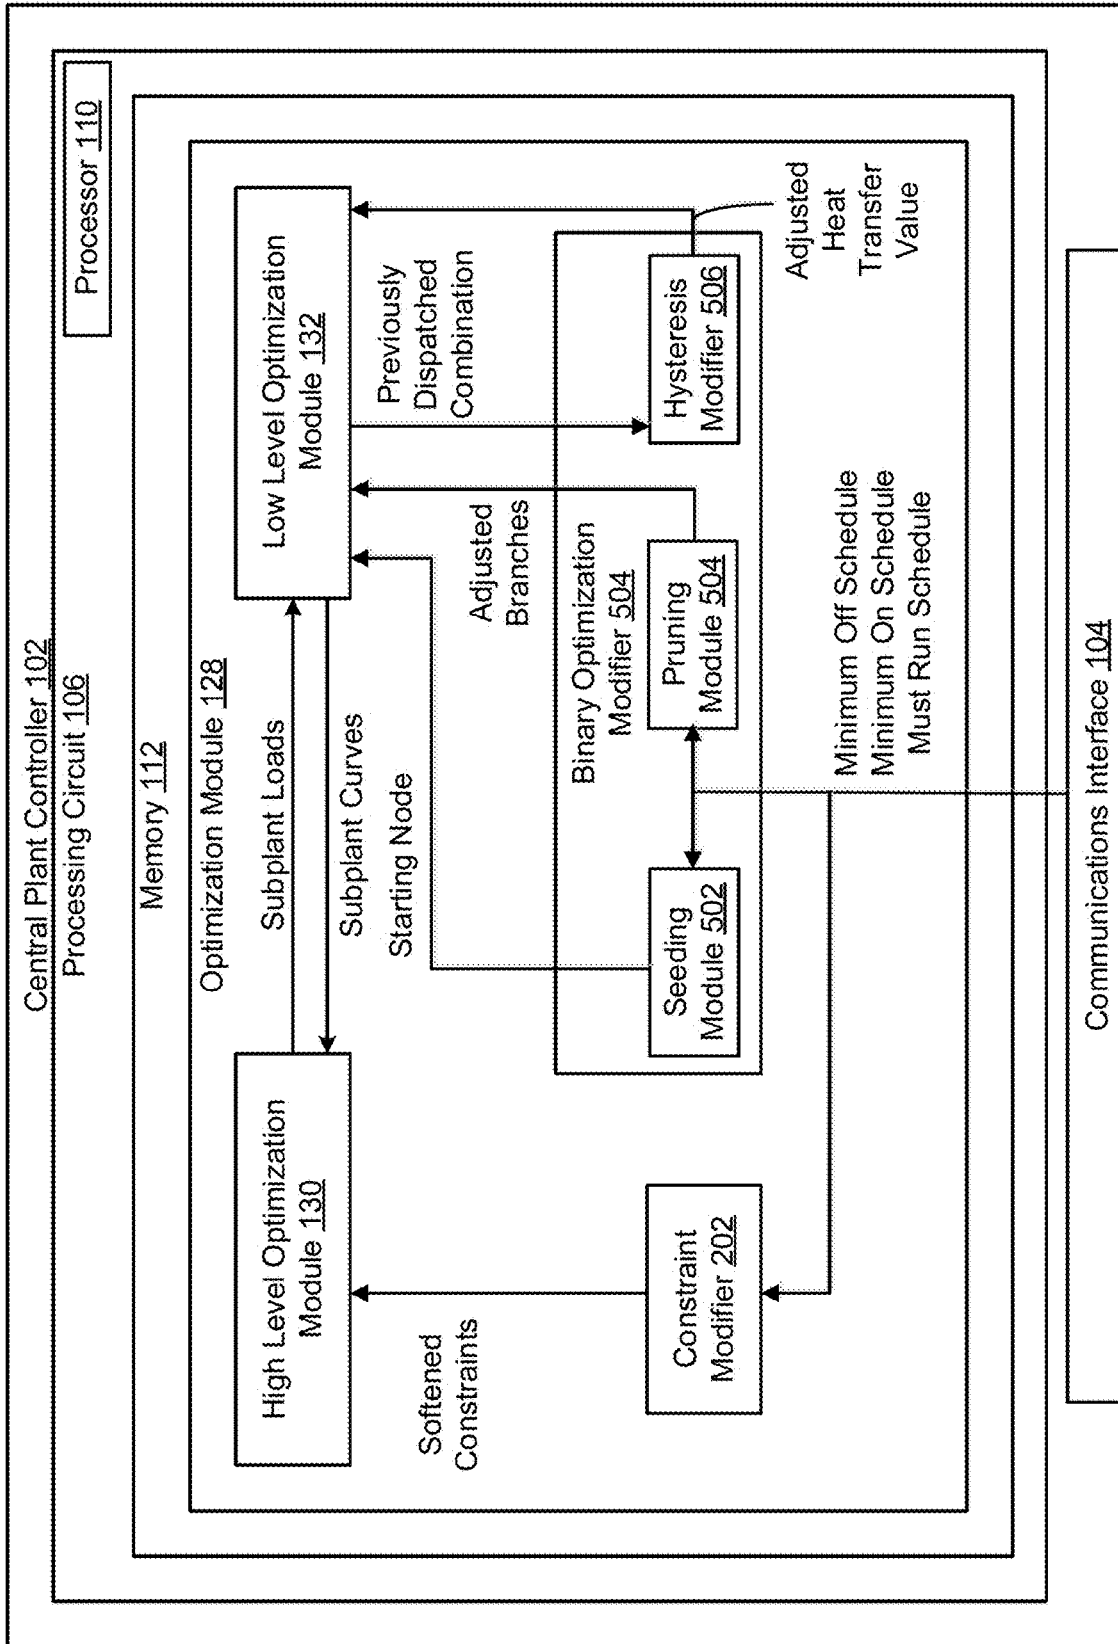 Central Plant Controller 102
Processing Circuit 106
Processor 110
Memory 112
Optimization Module 128
High Level Optimization
Module 130
Subplant Loads
Subplant Curves
Low Level Optimization
Module 132
Starting Node
Softened
Constraints
Adjusted
Branches
Previously
Dispatched
Combination
Binary Optimization
Modifier 504
Constraint
Modifier 202
Seeding
Module 502
Pruning
Module 504
Hysteresis
Modifier 506
Adjusted
Heat
Transfer
Value
Minimum Off Schedule
Minimum On Schedule
Must Run Schedule
Communications Interface 104